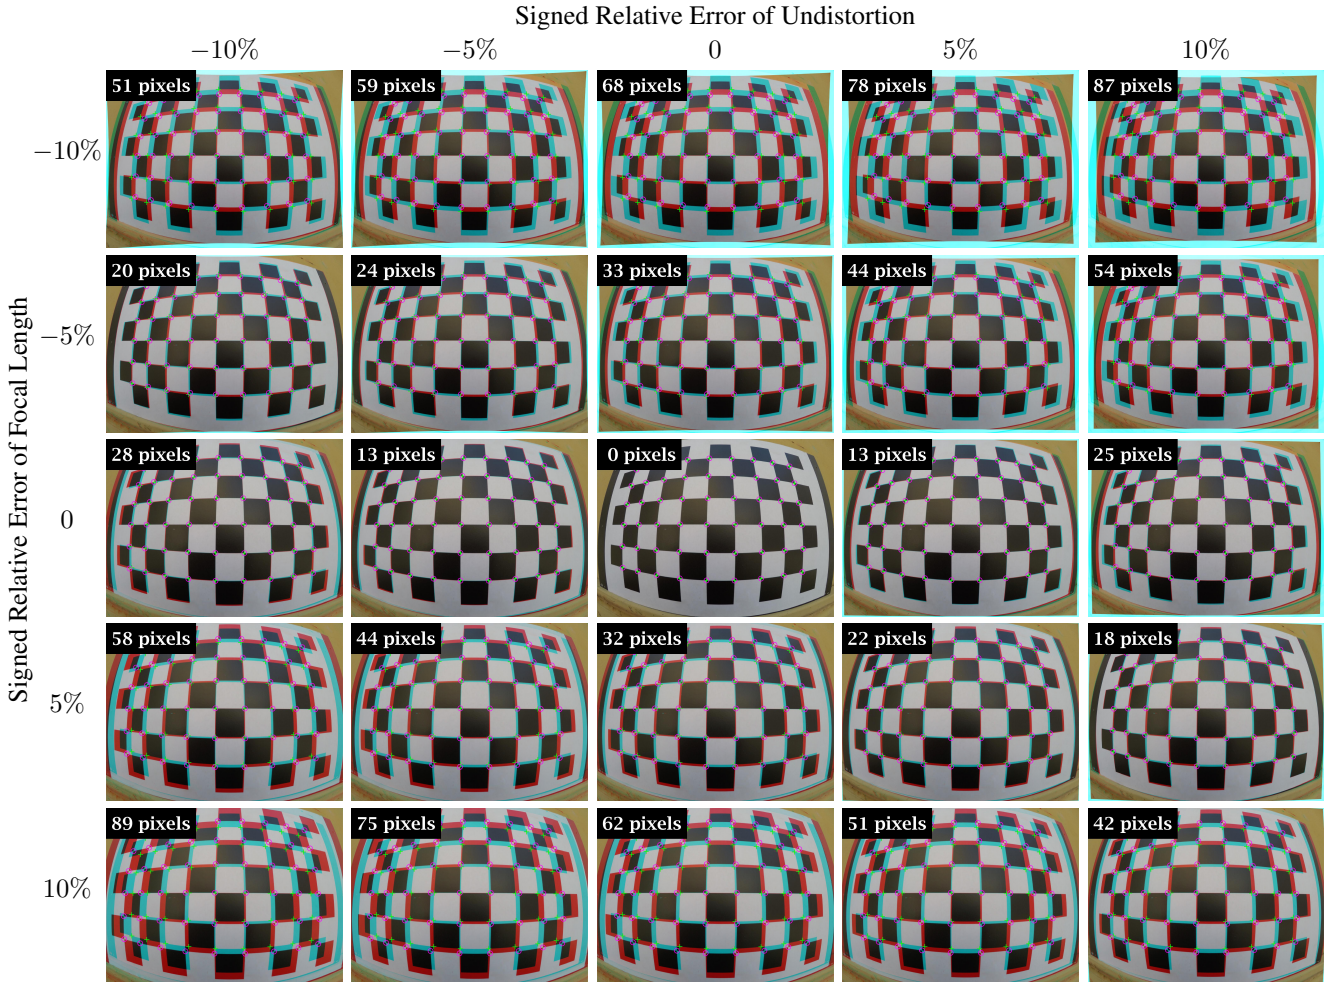 Signed Relative Error of Undistortion
−10% −5% 0 5% 10%
Signed Relative Error of Focal Length
−10%
51 pixels 59 pixels 68 pixels 78 pixels 87 pixels
−5%
20 pixels 24 pixels 33 pixels 44 pixels 54 pixels
0
28 pixels 13 pixels 0 pixels 13 pixels 25 pixels
5%
58 pixels 44 pixels 32 pixels 22 pixels 18 pixels
10%
89 pixels 75 pixels 62 pixels 51 pixels 42 pixels